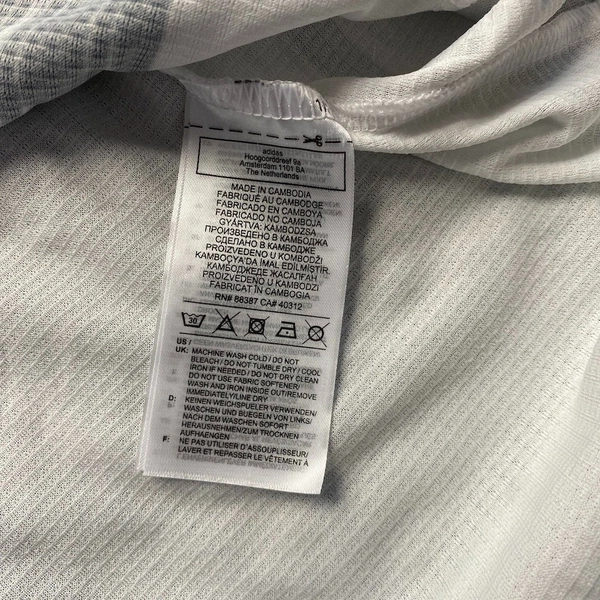 adidas
Hoogoorddreef 9a
Amsterdam 1101 BA
The Netherlands
MADE IN CAMBODIA
FABRIQUÉ AU CAMBODGE
FABRICADO EN CAMBOYA
FABRICADO NO CAMBOJA
GYÁRTVA: KAMBODZSA
ПРОИЗВЕДЕНО В КАМБОДЖА
СДЕЛАНО В КАМБОДЖЕ
PROIZVEDENO U KOMBODŽI
KAMBOÇYA'DA İMAL EDİLMİŞTİR.
КАМБОДЖЕДЕ ЖАСАЛҒАН
PROIZVEDENO U KAMBODZI
FABRICAT ÎN CAMBOGIA
RN# 88387 CA# 40312
30
US /
UK: MACHINE WASH COLD / DO NOT
BLEACH / DO NOT TUMBLE DRY / COOL
IRON IF NEEDED / DO NOT DRY CLEAN
DO NOT USE FABRIC SOFTENER/
WASH AND IRON INSIDE OUT/REMOVE
IMMEDIATELY/LINE DRY
D: KEINEN WEICHSPUELER VERWENDEN/
WASCHEN UND BUEGELN VON LINKS/
NACH DEM WASCHEN SOFORT
HERAUSNEHMEN/ZUM TROCKNEN
AUFHAENGEN
F: NE PAS UTILISER D'ASSOUPLISSEUR/
LAVER ET REPASSER LE VÊTEMENT À